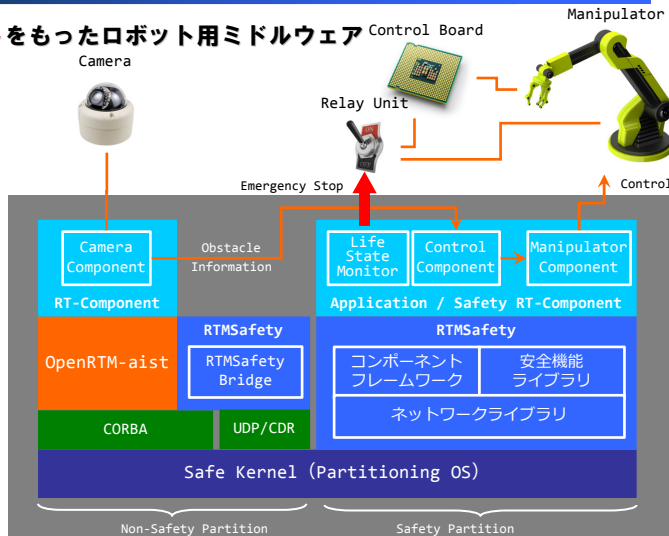 をもったロボット用ミドルウェア
Control Board
Manipulator
Camera
Relay Unit
Emergency Stop
Control
Camera
Component
Obstacle
Information
Life
State
Monitor
Control
Component
Manipulator
Component
RT-Component
Application / Safety RT-Component
OpenRTM-aist
RTMSafety
RTMSafety
Bridge
RTMSafety
コンポーネント
フレームワーク
安全機能
ライブラリ
ネットワークライブラリ
CORBA
UDP/CDR
Safe Kernel (Partitioning OS)
Non-Safety Partition
Safety Partition